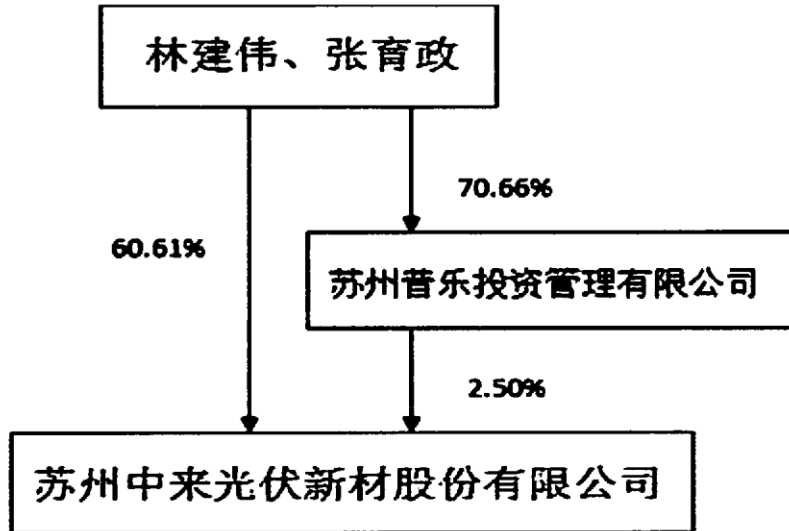 林建伟、张育政
70.66%
60.61%
苏州普乐投资管理有限公司
2.50%
苏州中来光伏新材股份有限公司